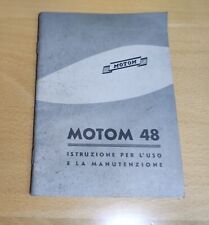 MOTOM
MOTOM 48
ISTRUZIONE PER L'USO
E LA MANUTENZIONE